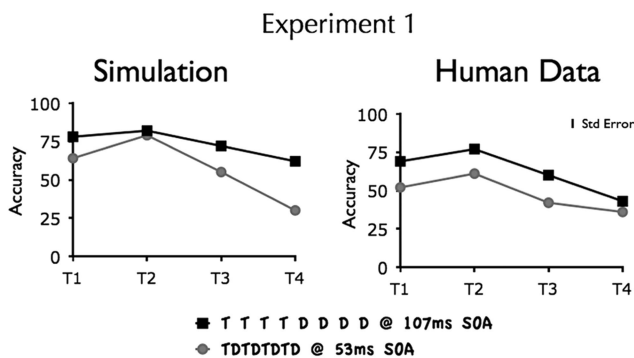 Experiment 1
Simulation
Human Data
100
75
50
25
0
Accuracy
T1 T2 T3 T4
100
75
50
25
0
Accuracy
T1 T2 T3 T4
Std Error
T T T T D D D D @ 107ms SOA
TDTDTDTD @ 53ms SOA